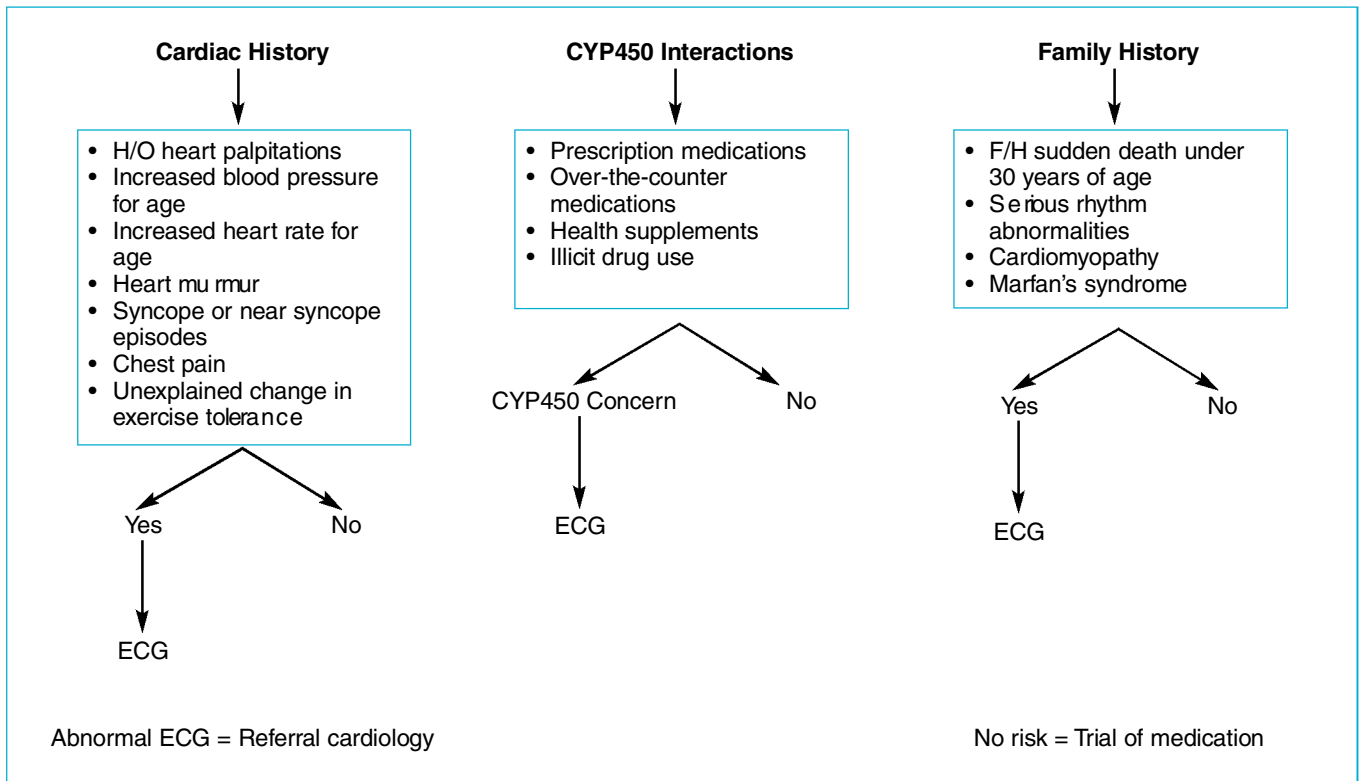 Cardiac History
• H/O heart palpitations
• Increased blood pressure
for age
• Increased heart rate for
age
• Heart mu rmur
• Syncope or near syncope
episodes
• Chest pain
• Unexplained change in
exercise tolerance
Yes
No
ECG
CYP450 Interactions
• Prescription medications
• Over-the-counter
medications
• Health supplements
• Illicit drug use
CYP450 Concern
No
ECG
Family History
• F/H sudden death under
30 years of age
• Serious rhythm
abnormalities
• Cardiomyopathy
• Marfan's syndrome
Yes
No
ECG
Abnormal ECG = Referral cardiology
No risk = Trial of medication